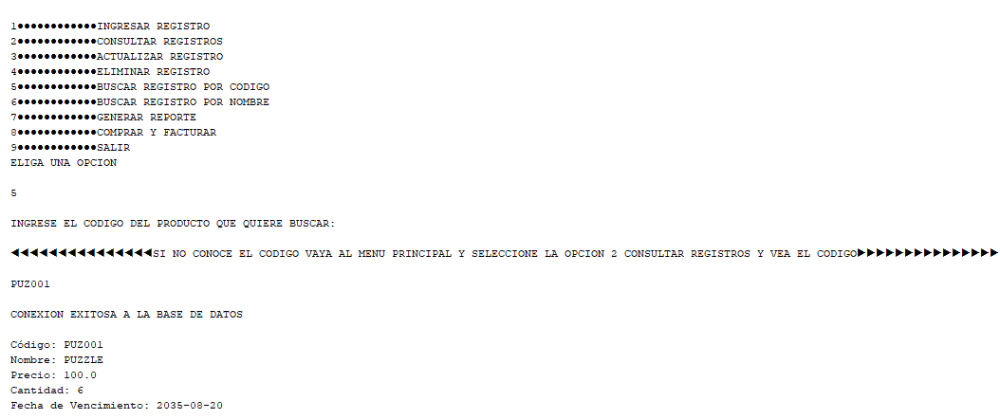 1●●●●●●●●●●●●INGRESAR REGISTRO
2●●●●●●●●●●●●CONSULTAR REGISTROS
3●●●●●●●●●●●●ACTUALIZAR REGISTRO
4●●●●●●●●●●●●ELIMINAR REGISTRO
5●●●●●●●●●●●●BUSCAR REGISTRO POR CODIGO
6●●●●●●●●●●●●BUSCAR REGISTRO POR NOMBRE
7●●●●●●●●●●●●GENERAR REPORTE
8●●●●●●●●●●●●COMPRAR Y FACTURAR
9●●●●●●●●●●●●SALIR
ELIGA UNA OPCION
5
INGRESE EL CODIGO DEL PRODUCTO QUE QUIERE BUSCAR:
◄◄◄◄◄◄◄◄◄◄◄◄◄◄◄SI NO CONOCE EL CODIGO VAYA AL MENU PRINCIPAL Y SELECCIONE LA OPCION 2 CONSULTAR REGISTROS Y VEA EL CODIGO►►►►►►►►►►►►►►►
PUZ001
CONEXION EXITOSA A LA BASE DE DATOS
Código: PUZ001
Nombre: PUZZLE
Precio: 100.0
Cantidad: 6
Fecha de Vencimiento: 2035-08-20